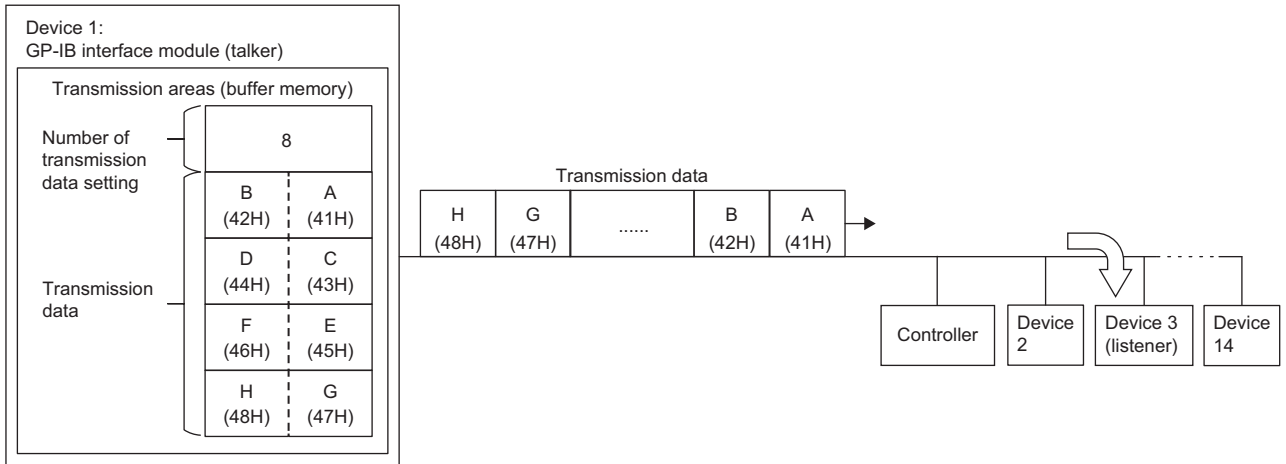 Device 1:
GP-IB interface module (talker)
Transmission areas (buffer memory)
Number of
transmission
data setting
8
Transmission
data
B
(42H)
A
(41H)
D
(44H)
C
(43H)
F
(46H)
E
(45H)
H
(48H)
G
(47H)
Transmission data
H
(48H)
G
(47H)
......
B
(42H)
A
(41H)
Controller
Device
2
Device 3
(listener)
Device
14